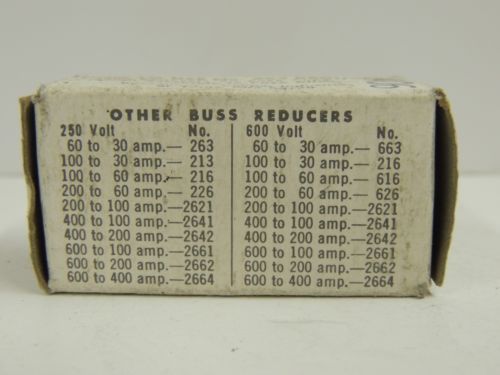 OTHER BUSS REDUCERS
250 Volt No. 600 Volt No.
60 to 30 amp.— 263 60 to 30 amp.— 663
100 to 30 amp.— 213 100 to 30 amp.— 216
100 to 60 amp.— 216 100 to 60 amp.— 616
200 to 60 amp.— 226 200 to 60 amp.— 626
200 to 100 amp.—2621 200 to 100 amp.—2621
400 to 100 amp.—2641 400 to 100 amp.—2641
400 to 200 amp.—2642 400 to 200 amp.—2642
600 to 100 amp.—2661 600 to 100 amp.—2661
600 to 200 amp.—2662 600 to 200 amp.—2662
600 to 400 amp.—2664 600 to 400 amp.—2664